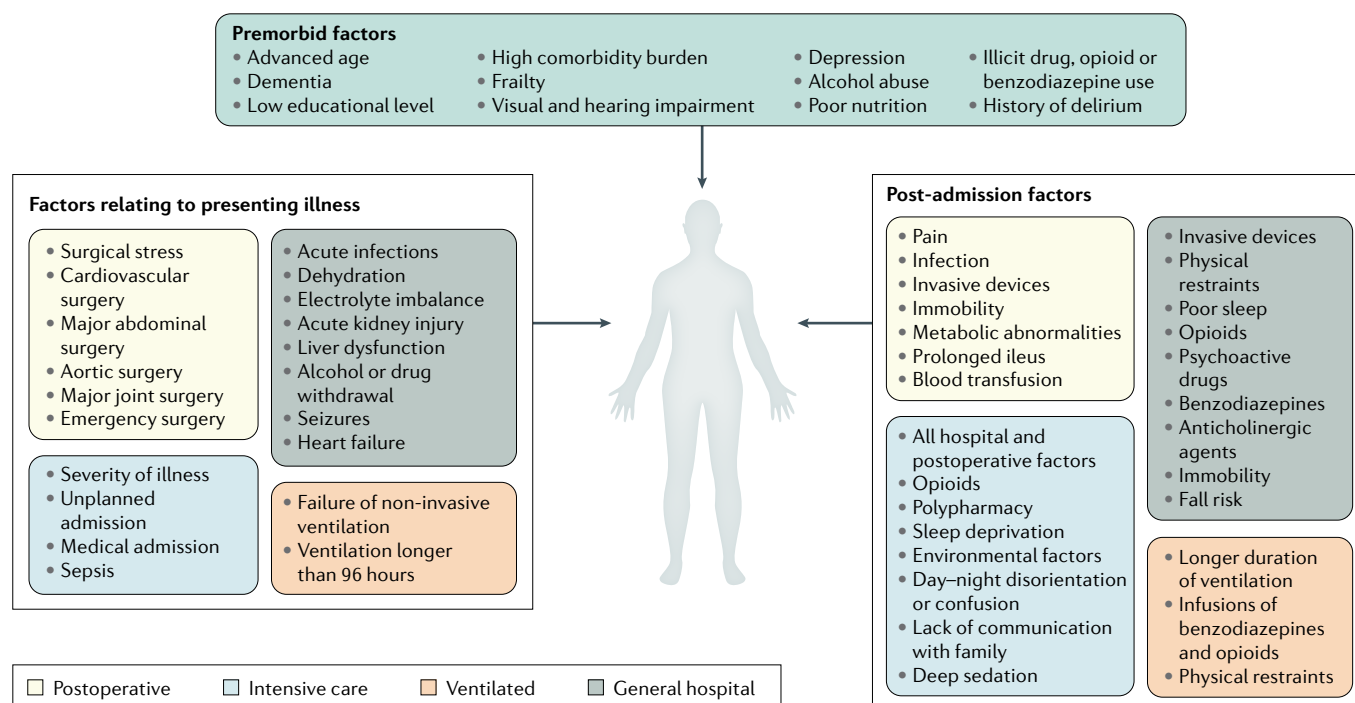 Premorbid factors
• Advanced age
• Dementia
• Low educational level
• High comorbidity burden
• Frailty
• Visual and hearing impairment
• Depression
• Alcohol abuse
• Poor nutrition
• Illicit drug, opioid or
benzodiazepine use
• History of delirium
Factors relating to presenting illness
• Surgical stress
• Cardiovascular
surgery
• Major abdominal
surgery
• Aortic surgery
• Major joint surgery
• Emergency surgery
• Acute infections
• Dehydration
• Electrolyte imbalance
• Acute kidney injury
• Liver dysfunction
• Alcohol or drug
withdrawal
• Seizures
• Heart failure
• Severity of illness
• Unplanned
admission
• Medical admission
• Sepsis
• Failure of non-invasive
ventilation
• Ventilation longer
than 96 hours
Post-admission factors
• Pain
• Infection
• Invasive devices
• Immobility
• Metabolic abnormalities
• Prolonged ileus
• Blood transfusion
• Invasive devices
• Physical
restraints
• Poor sleep
• Opioids
• Psychoactive
drugs
• Benzodiazepines
• Anticholinergic
agents
• Immobility
• Fall risk
• All hospital and
postoperative factors
• Opioids
• Polypharmacy
• Sleep deprivation
• Environmental factors
• Day–night disorientation
or confusion
• Lack of communication
with family
• Deep sedation
• Longer duration
of ventilation
• Infusions of
benzodiazepines
and opioids
• Physical restraints
Postoperative
Intensive care
Ventilated
General hospital